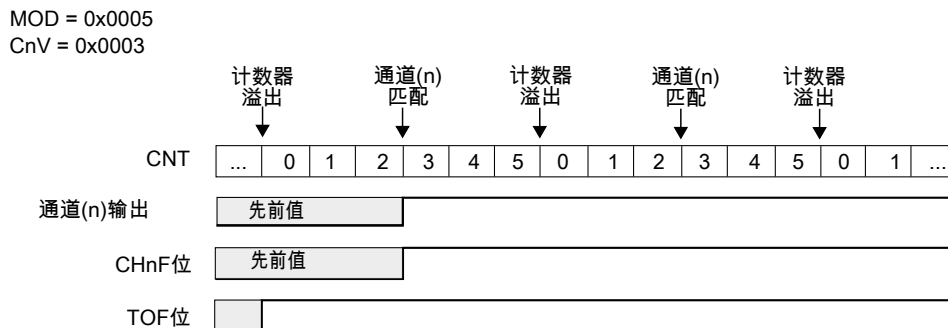 MOD = 0x0005
CnV = 0x0003
计数器
溢出
通道(n)
匹配
计数器
溢出
通道(n)
匹配
计数器
溢出
CNT ... 0 1 2 3 4 5 0 1 2 3 4 5 0 1 ...
通道(n)输出 先前值
CHnF位 先前值
TOF位